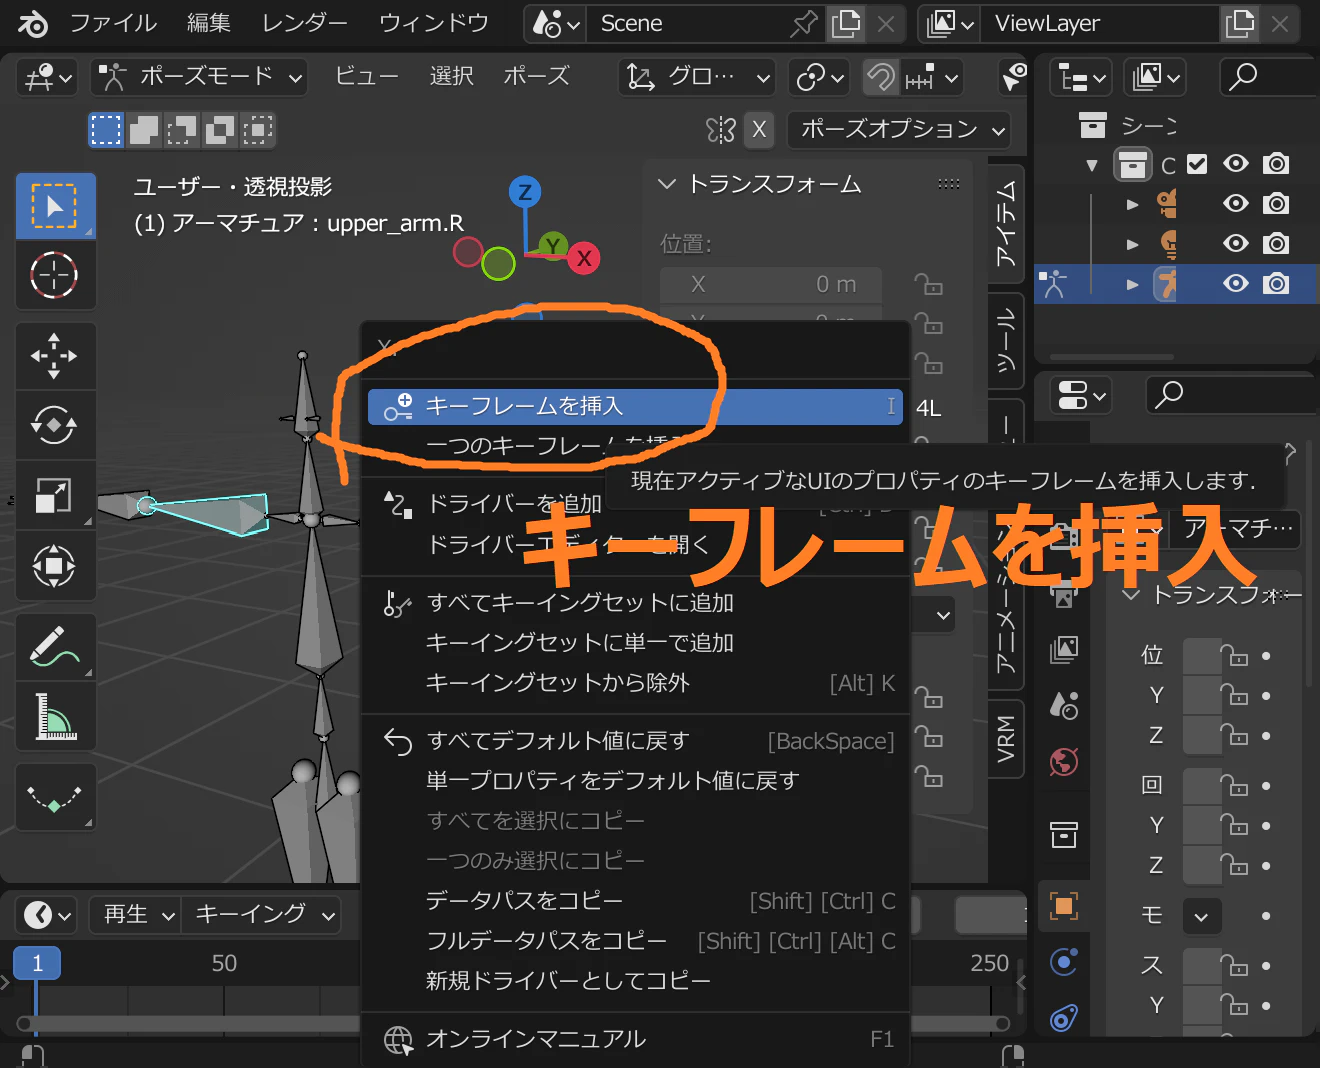 ファイル 編集 レンダー ウィンドウ Scene ViewLayer
ポーズモード ビュー 選択 ポーズ グロ…
X ポーズオプション
シーン
C
ユーザー・透視投影
(1) アーマチュア : upper_arm.R
Z
Y
X
トランスフォーム
位置:
X 0 m
アイテム
ツール
アニメーシ
VRM
キーフレームを挿入 I
4L
一つのキーフレームを挿入
現在アクティブなUIのプロパティのキーフレームを挿入します.
ドライバーを追加 [Ctrl] D
ドライバーエディターを開く
キーフレームを挿入
アーマチ…
すべてキーイングセットに追加
キーイングセットに単一で追加
キーイングセットから除外 [Alt] K
すべてデフォルト値に戻す [BackSpace]
単一プロパティをデフォルト値に戻す
すべてを選択にコピー
一つのみ選択にコピー
データパスをコピー [Shift] [Ctrl] C
フルデータパスをコピー [Shift] [Ctrl] [Alt] C
新規ドライバーとしてコピー
オンラインマニュアル F1
トランスフォー
位
Y
Z
回
Y
Z
モ
ス
Y
再生 キーイング
1 50 250